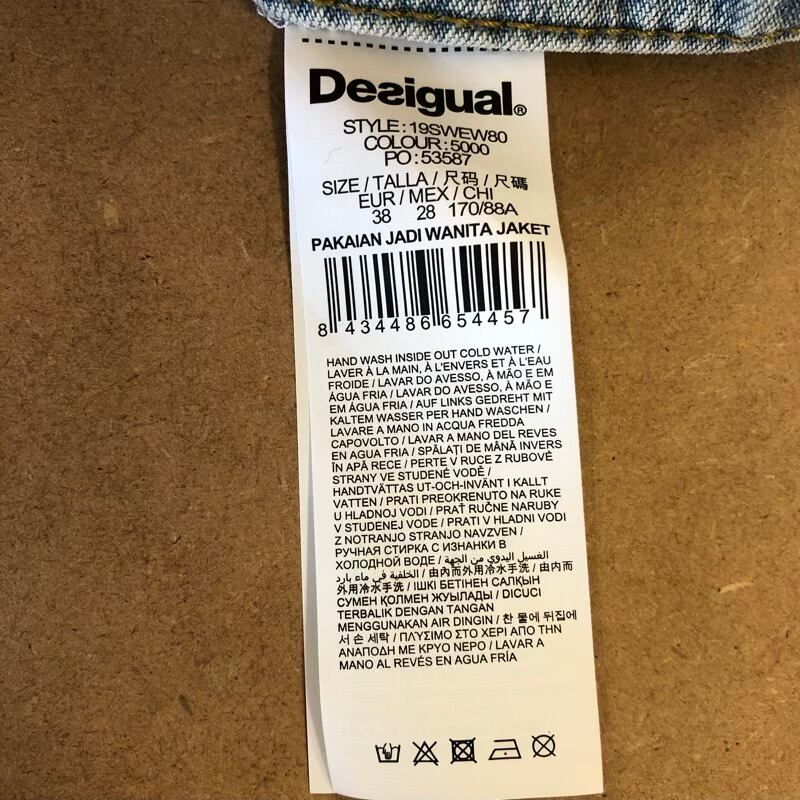 Desigual®
STYLE : 19SWEW80
COLOUR : 5000
PO : 53587
SIZE / TALLA / 尺码 / 尺碼
EUR / MEX / CHI
38 28 170/88A
PAKAIAN JADI WANITA JAKET
8 434486 654457
HAND WASH INSIDE OUT COLD WATER /
LAVER À LA MAIN, À L'ENVERS ET À L'EAU
FROIDE / LAVAR DO AVESSO, À MÃO E EM
ÁGUA FRIA / LAVAR DO AVESSO, À MÃO E
EM ÁGUA FRIA / AUF LINKS GEDREHT MIT
KALTEM WASSER PER HAND WASCHEN /
LAVARE A MANO IN ACQUA FREDDA
CAPOVOLTO / LAVAR A MANO DEL REVES
EN AGUA FRIA / SPĂLAȚI DE MÂNĂ INVERS
ÎN APĂ RECE / PERTE V RUCE Z RUBOVÉ
STRANY VE STUDENÉ VODĚ /
HANDTVÄTTAS UT-OCH-INVÄNT I KALLT
VATTEN / PRATI PREOKRENUTO NA RUKE
U HLADNOJ VODI / PRAŤ RUČNE NARUBY
V STUDENEJ VODE / PRATI V HLADNI VODI
Z NOTRANJO STRANJO NAVZVEN /
РУЧНАЯ СТИРКА С ИЗНАНКИ В
ХОЛОДНОЙ ВОДЕ / الغسيل اليدوي من الجهة
الخلفية في ماء بارد / 由內而外用冷水手洗 / 由内而
外用冷水手洗 / ІШКІ БЕТІНЕН САЛҚЫН
СУМЕН ҚОЛМЕН ЖУЫЛАДЫ / DICUCI
TERBALIK DENGAN TANGAN
MENGGUNAKAN AIR DINGIN / 찬 물에 뒤집에
서 손 세탁 / ΠΛΥΣΙΜΟ ΣΤΟ ΧΕΡΙ ΑΠΟ ΤΗΝ
ΑΝΑΠΟΔΗ ΜΕ ΚΡΥΟ ΝΕΡΟ / LAVAR A
MANO AL REVÉS EN AGUA FRÍA